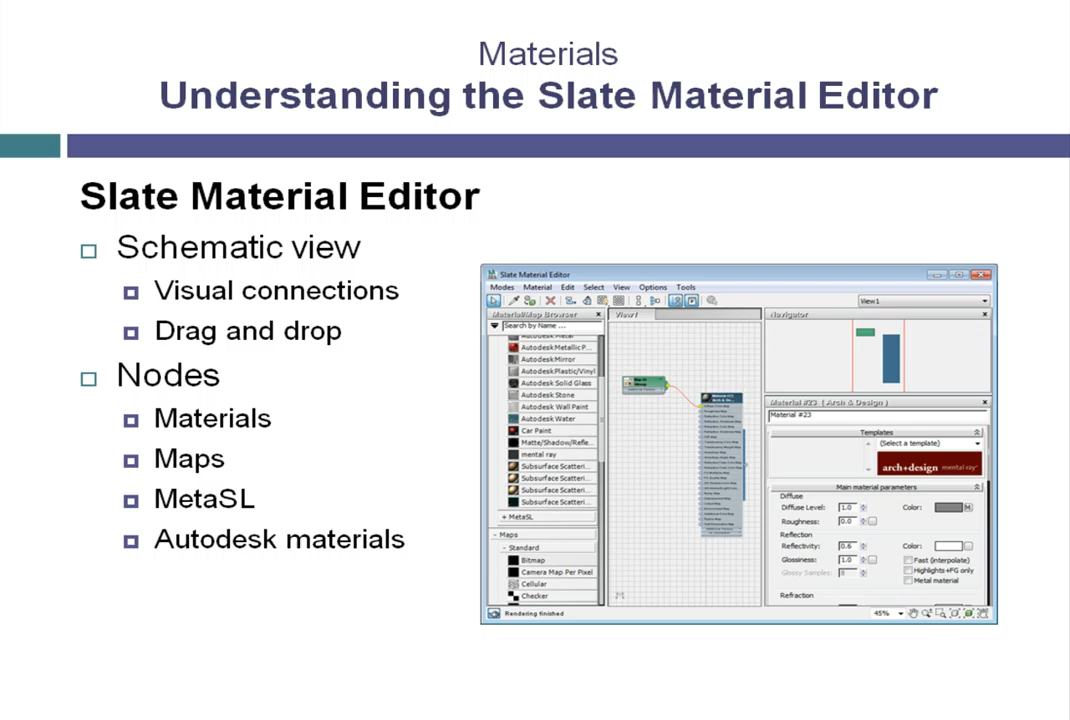 Materials
Understanding the Slate Material Editor
Slate Material Editor
Schematic view
Visual connections
Drag and drop
Nodes
Materials
Maps
MetaSL
Autodesk materials
Slate Material Editor
Modes Material Edit Select View Options Tools
View1
Material/Map Browser
Search by Name ...
Autodesk Metal
Autodesk Metallic P...
Autodesk Mirror
Autodesk Plastic/Vinyl
Autodesk Solid Glass
Autodesk Stone
Autodesk Wall Paint
Autodesk Water
Car Paint
Matte/Shadow/Refle...
mental ray
Subsurface Scatteri...
Subsurface Scatteri...
Subsurface Scatteri...
Subsurface Scatteri...
+ MetaSL
- Maps
- Standard
Bitmap
Camera Map Per Pixel
Cellular
Checker
View1
Navigator
Material #23 ( Arch & Design )
Material #23
Templates
(Select a template)
arch+design mental ray
Main material parameters
Diffuse
Diffuse Level: 1.0 Color: M
Roughness: 0.0
Reflection
Reflectivity: 0.6 Color:
Glossiness: 1.0 Fast (interpolate)
Highlights+FG only
Glossy Samples: 8
Metal material
Refraction
Rendering finished
45%